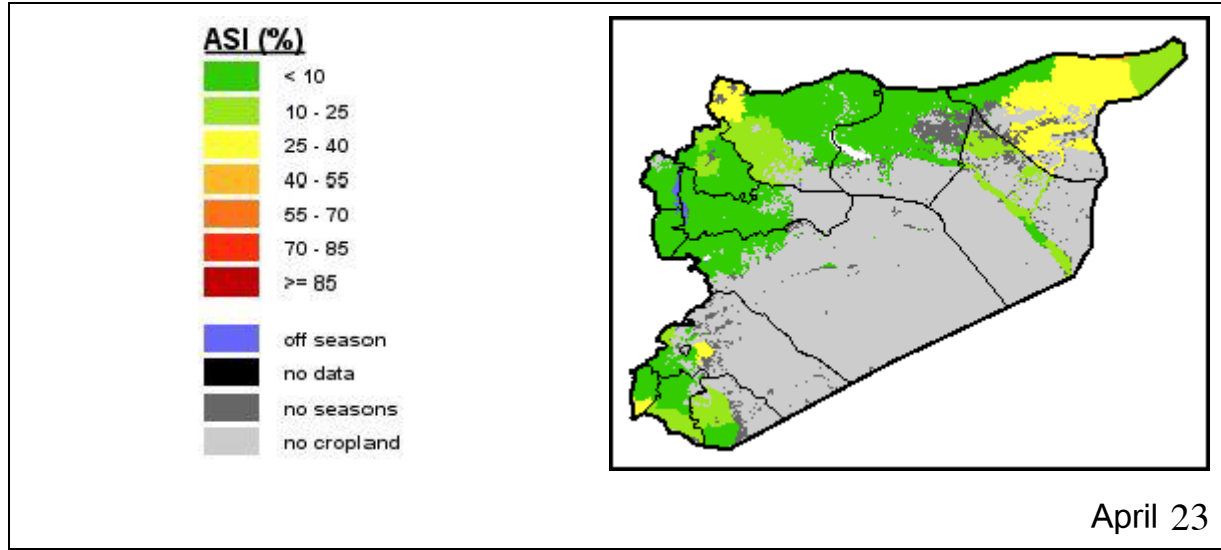 ASI (%)
< 10
10 - 25
25 - 40
40 - 55
55 - 70
70 - 85
>= 85
off season
no data
no seasons
no cropland
April 23